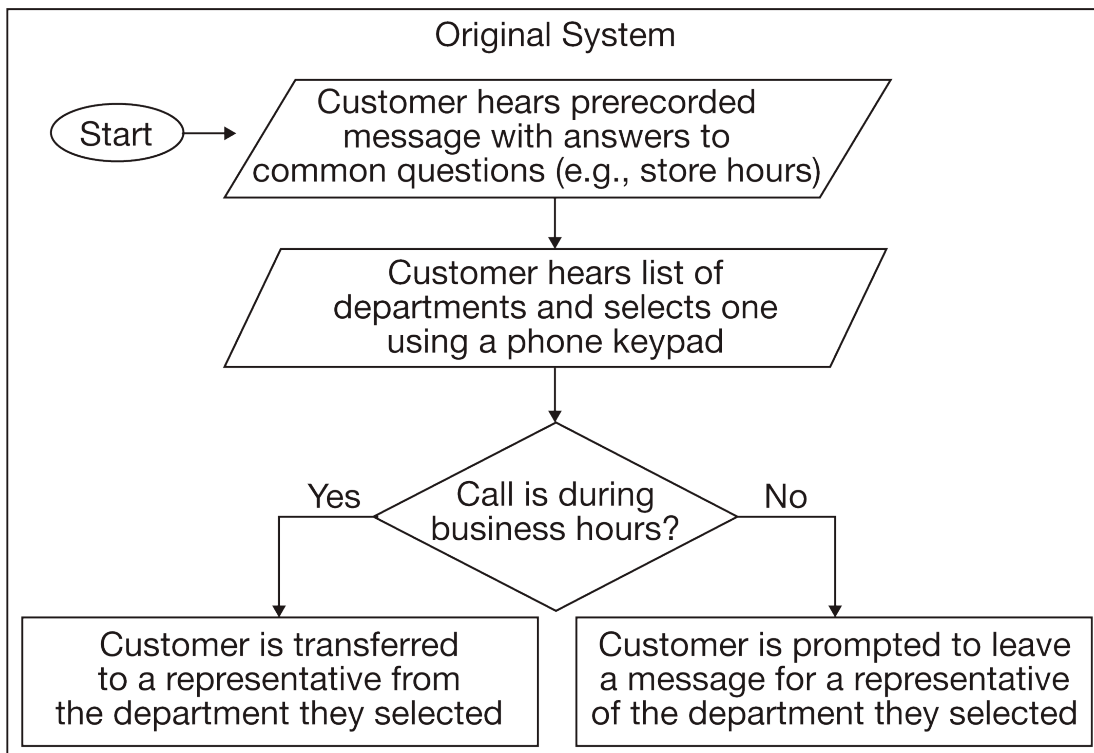 Original System
Start
Customer hears prerecorded
message with answers to
common questions (e.g., store hours)
Customer hears list of
departments and selects one
using a phone keypad
Yes
Call is during
business hours?
No
Customer is transferred
to a representative from
the department they selected
Customer is prompted to leave
a message for a representative
of the department they selected